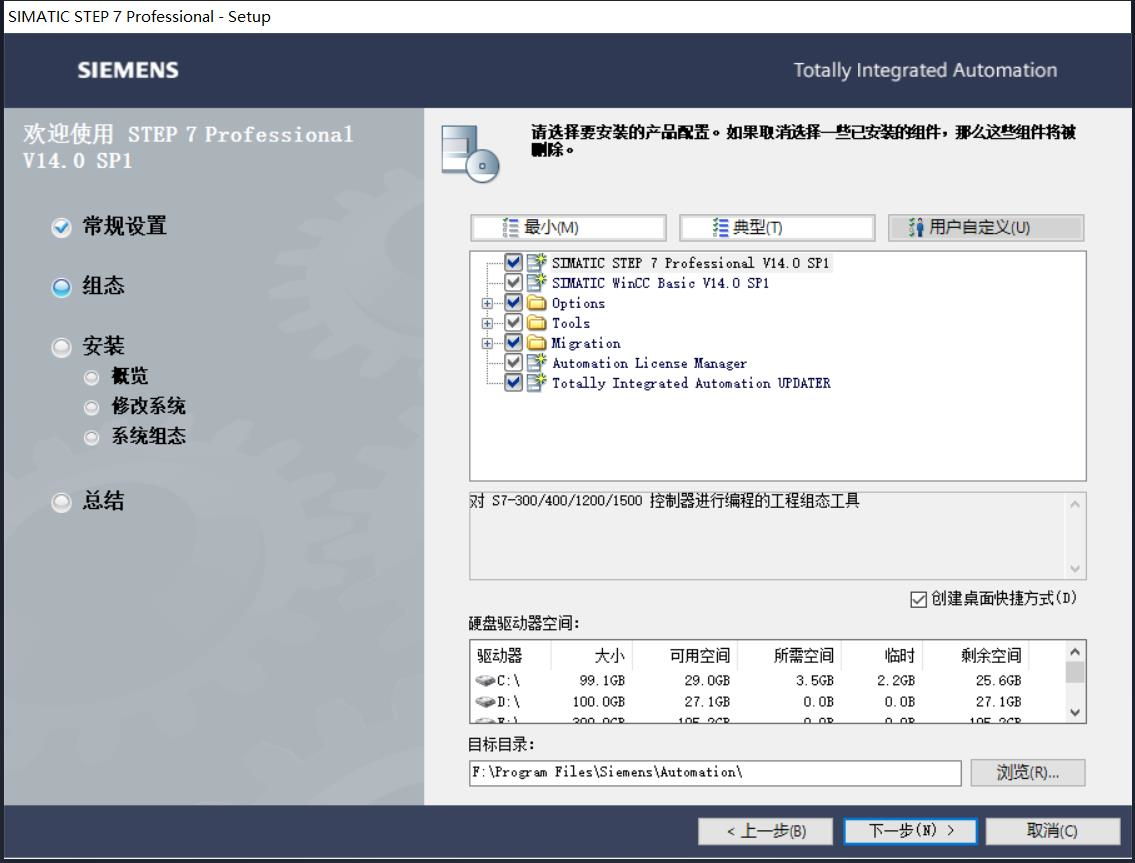 SIMATIC STEP 7 Professional - Setup
SIEMENS
Totally Integrated Automation
欢迎使用 STEP 7 Professional
V14.0 SP1
常规设置
组态
安装
概览
修改系统
系统组态
总结
请选择要安装的产品配置。如果取消选择一些已安装的组件，那么这些组件将被
删除。
最小(M) 典型(T) 用户自定义(U)
SIMATIC STEP 7 Professional V14.0 SP1
SIMATIC WinCC Basic V14.0 SP1
Options
Tools
Migration
Automation License Manager
Totally Integrated Automation UPDATER
对 S7-300/400/1200/1500 控制器进行编程的工程组态工具
创建桌面快捷方式(D)
硬盘驱动器空间：
驱动器 大小 可用空间 所需空间 临时 剩余空间
C:\ 99.1GB 29.0GB 3.5GB 2.2GB 25.6GB
D:\ 100.0GB 27.1GB 0.0B 0.0B 27.1GB
目标目录：
F:\Program Files\Siemens\Automation\
浏览(R)...
< 上一步(B) 下一步(N) > 取消(C)